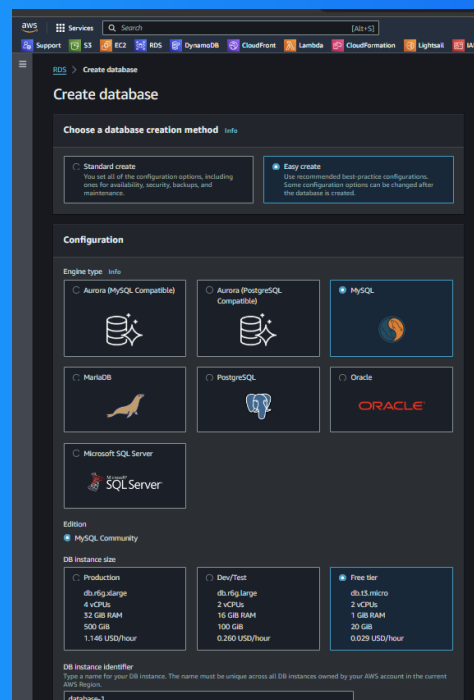 aws
Services
Search
[Alt+S]
Support
S3
EC2
RDS
DynamoDB
CloudFront
Lambda
CloudFormation
Lightsail
RDS > Create database
Create database
Choose a database creation method Info
Standard create
You set all of the configuration options, including
ones for availability, security, backups, and
maintenance.
Easy create
Use recommended best-practice configurations.
Some configuration options can be changed after
the database is created.
Configuration
Engine type Info
Aurora (MySQL Compatible)
Aurora (PostgreSQL
Compatible)
MySQL
MariaDB
PostgreSQL
Oracle
ORACLE
Microsoft SQL Server
Microsoft
SQL Server
Edition
MySQL Community
DB instance size
Production
db.r6g.xlarge
4 vCPUs
32 GiB RAM
500 GiB
1.146 USD/hour
Dev/Test
db.r6g.large
2 vCPUs
16 GiB RAM
100 GiB
0.260 USD/hour
Free tier
db.t3.micro
2 vCPUs
1 GiB RAM
20 GiB
0.029 USD/hour
DB instance identifier
Type a name for your DB instance. The name must be unique across all DB instances owned by your AWS account in the current
AWS Region.
database-1